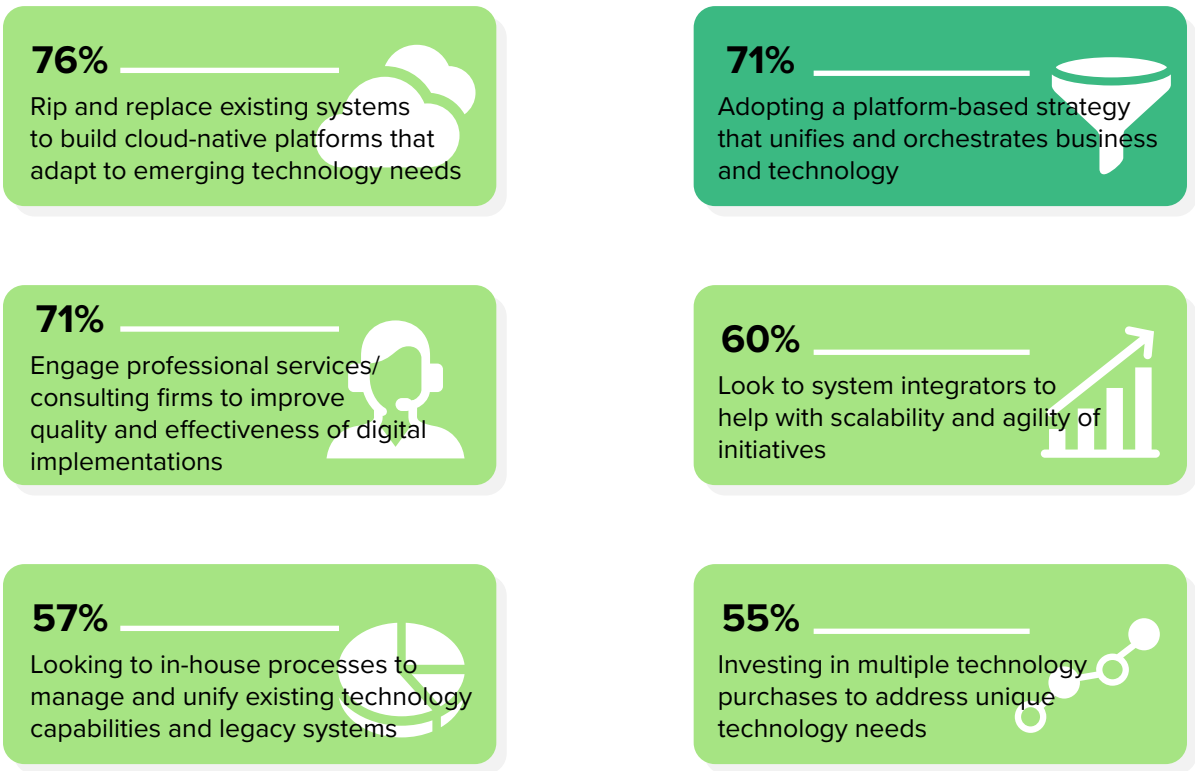 76%
Rip and replace existing systems
to build cloud-native platforms that
adapt to emerging technology needs
71%
Adopting a platform-based strategy
that unifies and orchestrates business
and technology
71%
Engage professional services/
consulting firms to improve
quality and effectiveness of digital
implementations
60%
Look to system integrators to
help with scalability and agility of
initiatives
57%
Looking to in-house processes to
manage and unify existing technology
capabilities and legacy systems
55%
Investing in multiple technology
purchases to address unique
technology needs